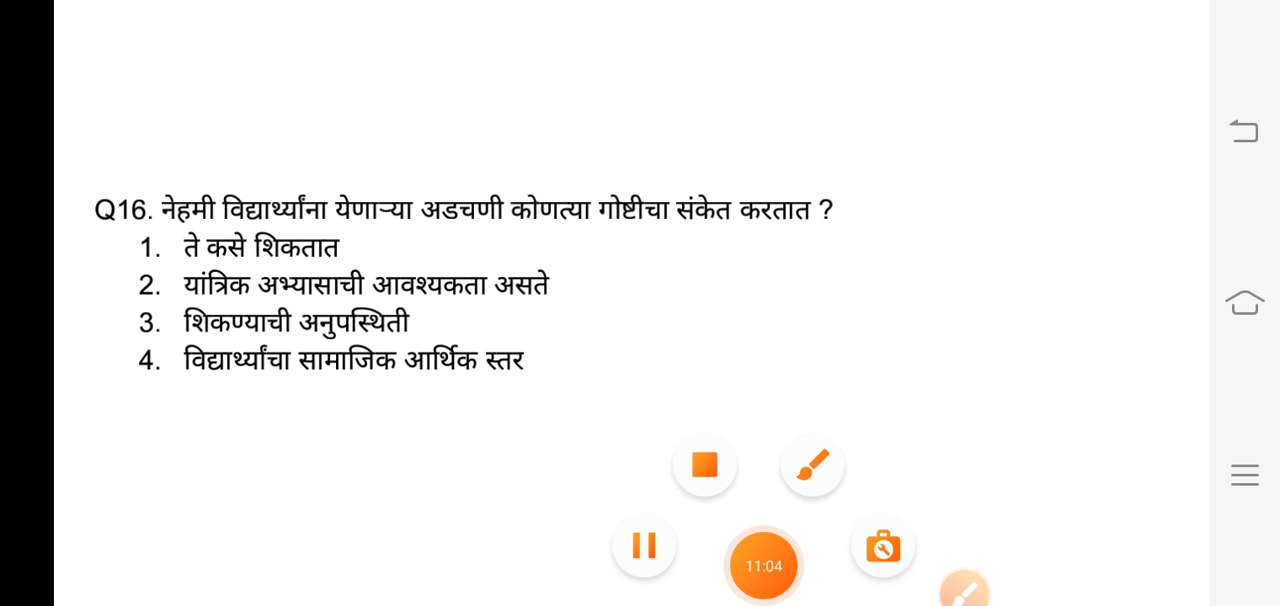 Q16. नेहमी विद्यार्थ्यांना येणाऱ्या अडचणी कोणत्या गोष्टीचा संकेत करतात ?
1. ते कसे शिकतात
2. यांत्रिक अभ्यासाची आवश्यकता असते
3. शिकण्याची अनुपस्थिती
4. विद्यार्थ्यांचा सामाजिक आर्थिक स्तर
11:04